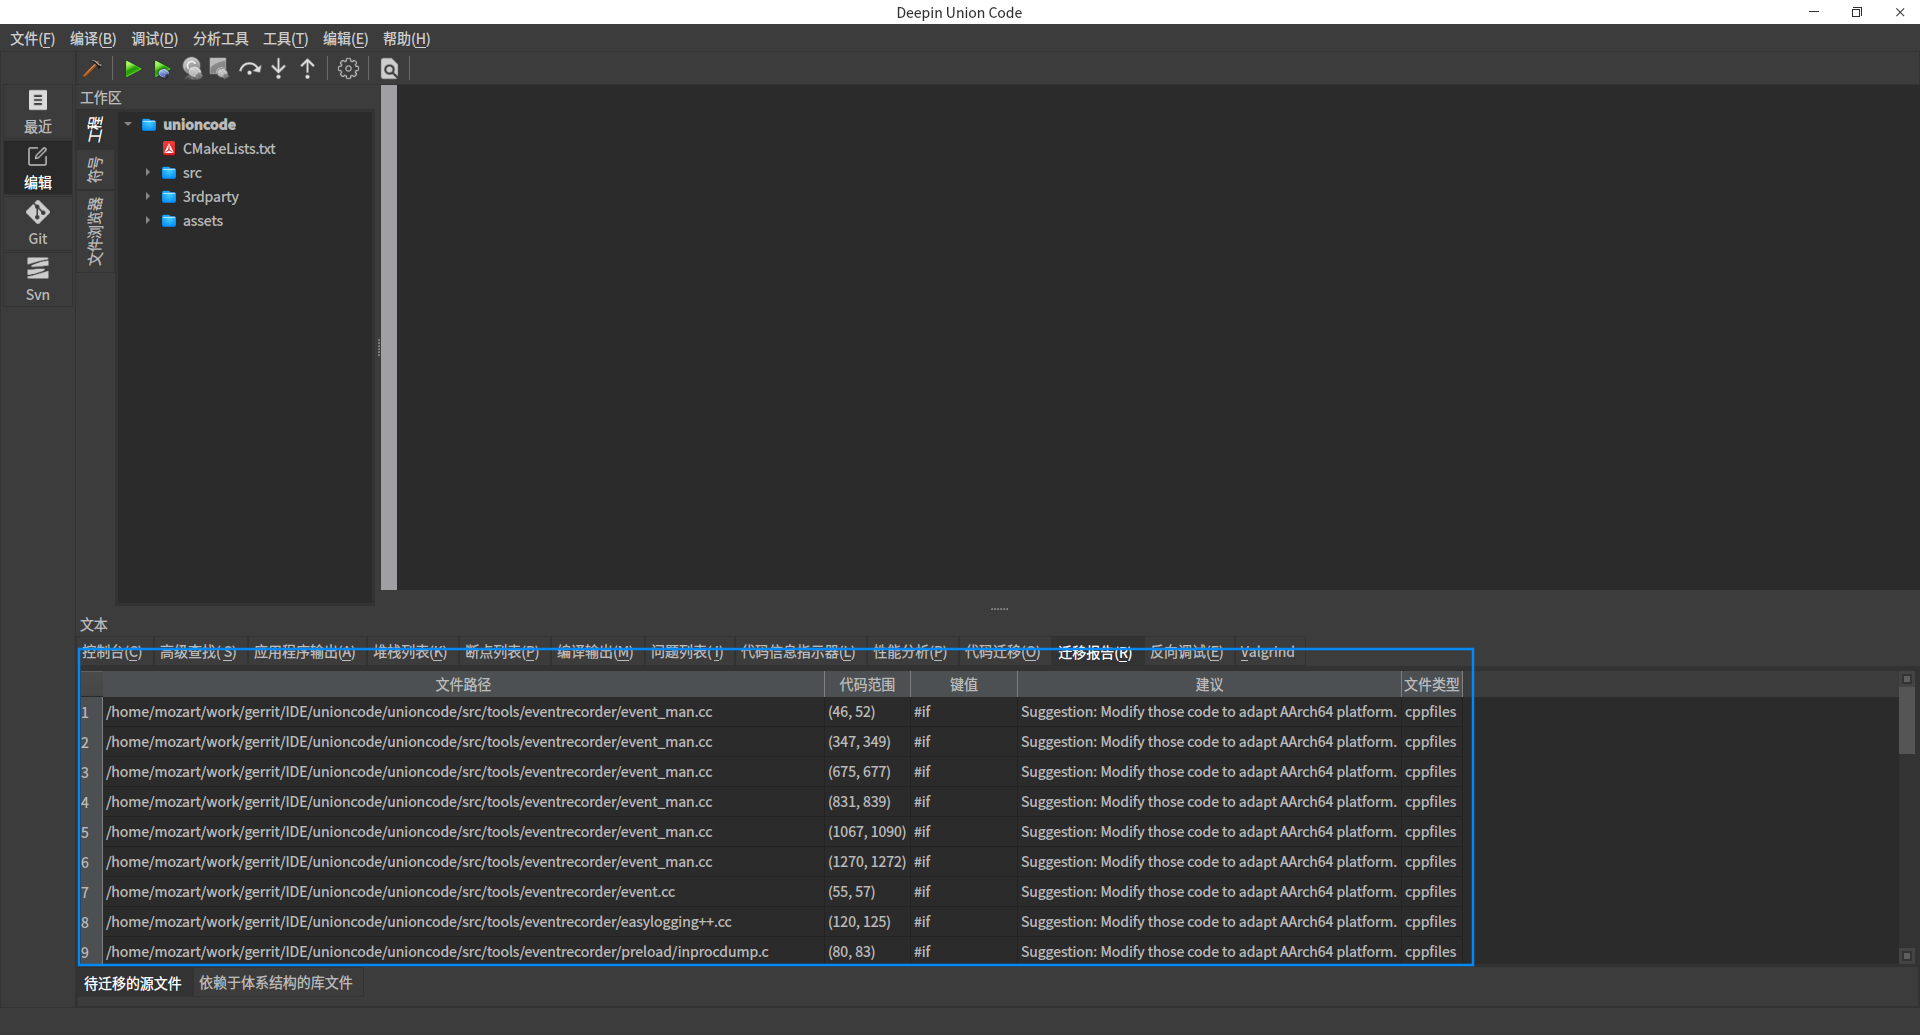 Deepin Union Code
文件(F) 编译(B) 调试(D) 分析工具 工具(T) 编辑(E) 帮助(H)
最近
编辑
Git
Svn
工作区
工程
符号
文件浏览器
unioncode
CMakeLists.txt
src
3rdparty
assets
文本
控制台(C) 高级查找(S) 应用程序输出(A) 堆栈列表(K) 断点列表(P) 编译输出(M) 问题列表(I) 代码信息指示器(L) 性能分析(P) 代码迁移(O) 迁移报告(R) 反向调试(E) Valgrind
文件路径 代码范围 键值 建议 文件类型
1 /home/mozart/work/gerrit/IDE/unioncode/unioncode/src/tools/eventrecorder/event_man.cc (46, 52) #if Suggestion: Modify those code to adapt AArch64 platform. cppfiles
2 /home/mozart/work/gerrit/IDE/unioncode/unioncode/src/tools/eventrecorder/event_man.cc (347, 349) #if Suggestion: Modify those code to adapt AArch64 platform. cppfiles
3 /home/mozart/work/gerrit/IDE/unioncode/unioncode/src/tools/eventrecorder/event_man.cc (675, 677) #if Suggestion: Modify those code to adapt AArch64 platform. cppfiles
4 /home/mozart/work/gerrit/IDE/unioncode/unioncode/src/tools/eventrecorder/event_man.cc (831, 839) #if Suggestion: Modify those code to adapt AArch64 platform. cppfiles
5 /home/mozart/work/gerrit/IDE/unioncode/unioncode/src/tools/eventrecorder/event_man.cc (1067, 1090) #if Suggestion: Modify those code to adapt AArch64 platform. cppfiles
6 /home/mozart/work/gerrit/IDE/unioncode/unioncode/src/tools/eventrecorder/event_man.cc (1270, 1272) #if Suggestion: Modify those code to adapt AArch64 platform. cppfiles
7 /home/mozart/work/gerrit/IDE/unioncode/unioncode/src/tools/eventrecorder/event.cc (55, 57) #if Suggestion: Modify those code to adapt AArch64 platform. cppfiles
8 /home/mozart/work/gerrit/IDE/unioncode/unioncode/src/tools/eventrecorder/easylogging++.cc (120, 125) #if Suggestion: Modify those code to adapt AArch64 platform. cppfiles
9 /home/mozart/work/gerrit/IDE/unioncode/unioncode/src/tools/eventrecorder/preload/inprocdump.c (80, 83) #if Suggestion: Modify those code to adapt AArch64 platform. cppfiles
待迁移的源文件 依赖于体系结构的库文件